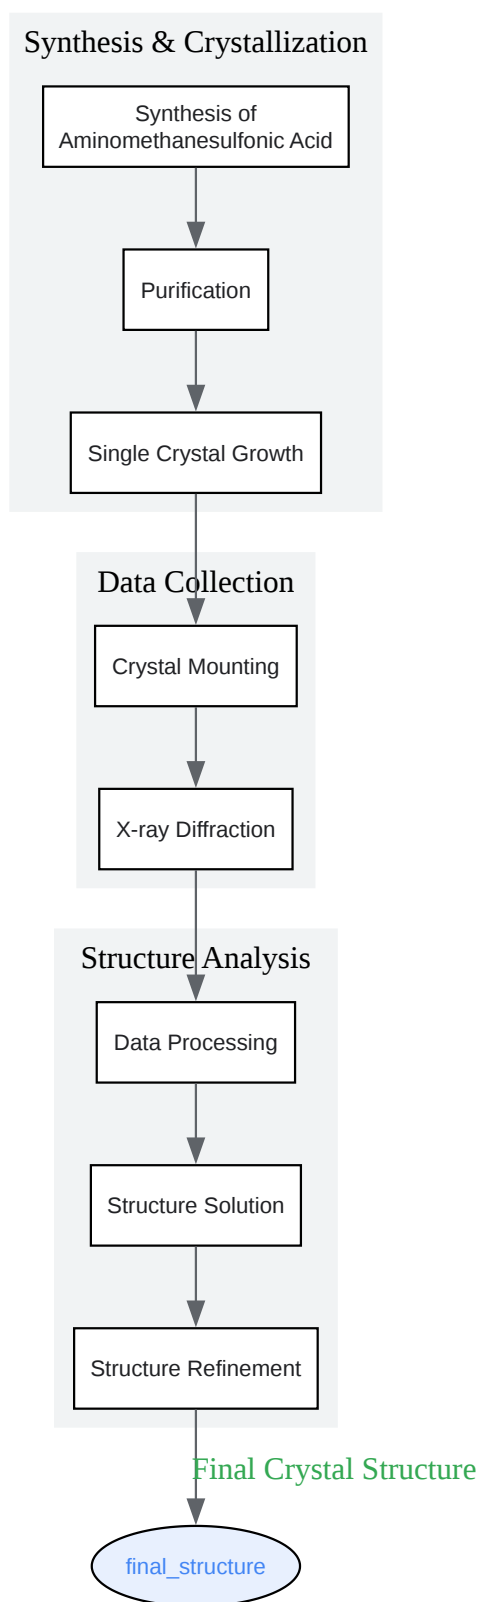 Synthesis & Crystallization
Synthesis of
Aminomethanesulfonic Acid
Purification
Single Crystal Growth
Data Collection
Crystal Mounting
X-ray Diffraction
Structure Analysis
Data Processing
Structure Solution
Structure Refinement
Final Crystal Structure
final_structure